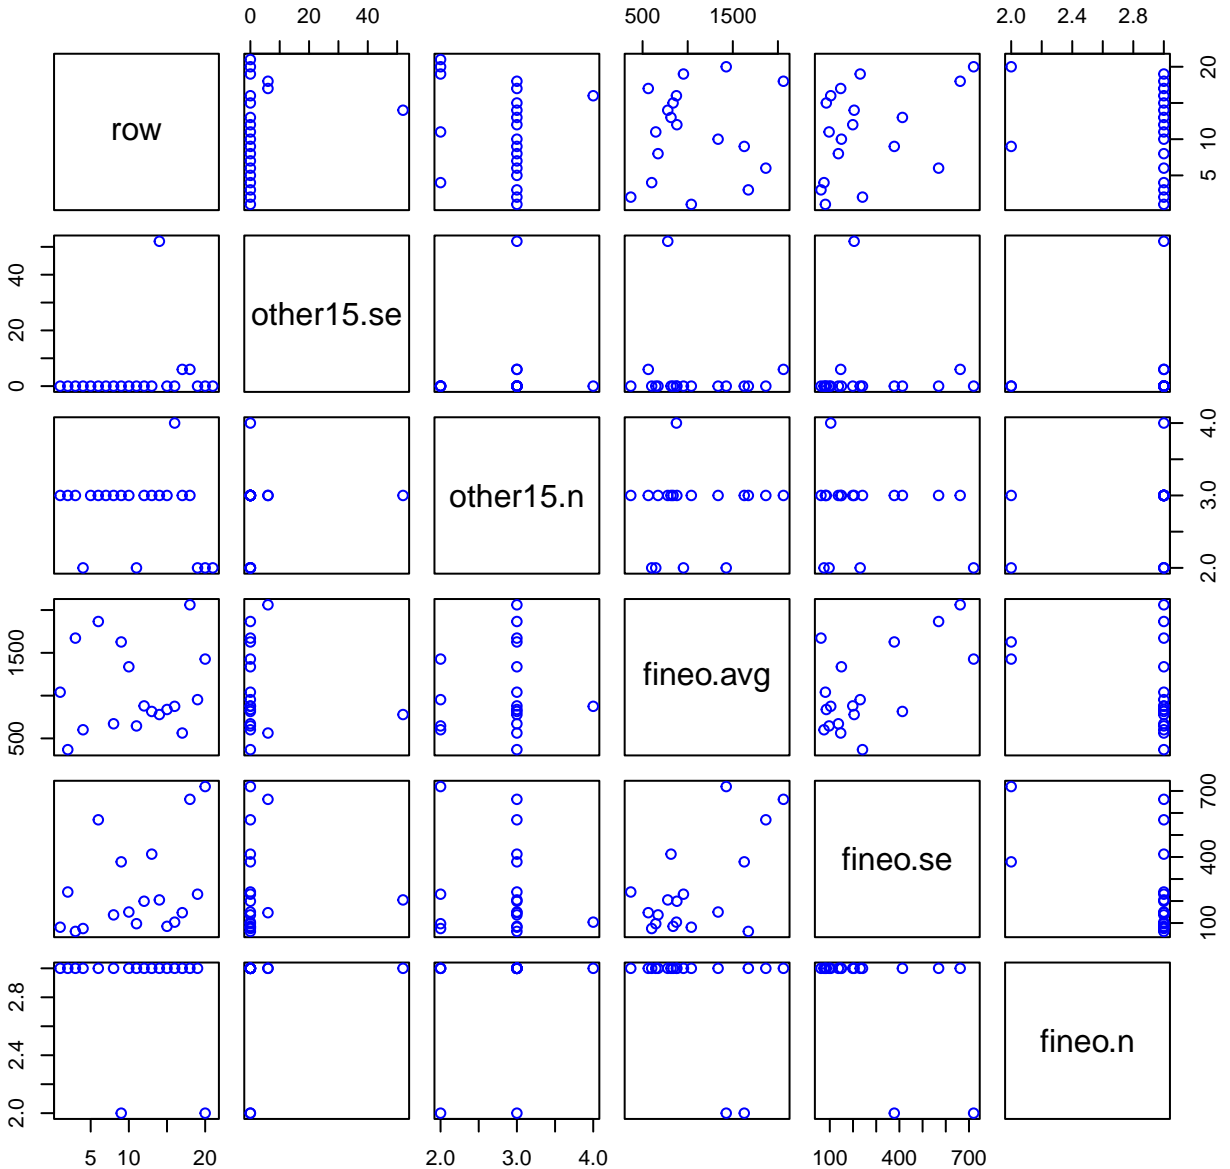 0 20 40 500 1500 2.0 2.4 2.8
row 5 10 20
0 20 40 other15.se
other15.n 2.0 3.0 4.0
500 1500 fineo.avg
fineo.se 100 400 700
2.0 2.4 2.8 fineo.n
5 10 20 2.0 3.0 4.0 100 400 700